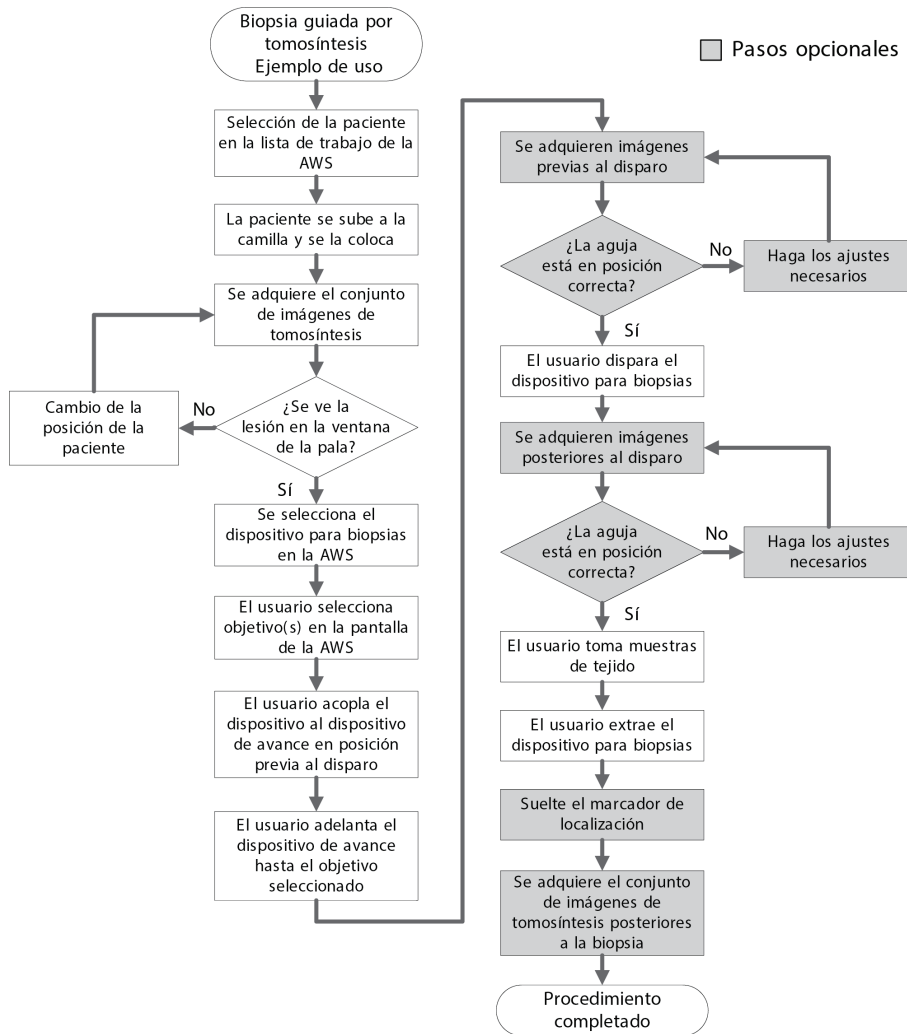 Biopsia guiada por
tomosíntesis
Ejemplo de uso
Selección de la paciente
en la lista de trabajo de la
AWS
La paciente se sube a la
camilla y se la coloca
Se adquiere el conjunto
de imágenes de
tomosíntesis
Cambio de la
posición de la
paciente
No
¿Se ve la
lesión en la ventana
de la pala?
Sí
Se selecciona el
dispositivo para biopsias
en la AWS
El usuario selecciona
objetivo(s) en la pantalla
de la AWS
El usuario acopla el
dispositivo al dispositivo
de avance en posición
previa al disparo
El usuario adelanta el
dispositivo de avance
hasta el objetivo
seleccionado
Pasos opcionales
Se adquieren imágenes
previas al disparo
¿La aguja
está en posición
correcta?
No
Haga los ajustes
necesarios
Sí
El usuario dispara el
dispositivo para biopsias
Se adquieren imágenes
posteriores al disparo
¿La aguja
está en posición
correcta?
No
Haga los ajustes
necesarios
Sí
El usuario toma muestras
de tejido
El usuario extrae el
dispositivo para biopsias
Suelte el marcador de
localización
Se adquiere el conjunto
de imágenes de
tomosíntesis posteriores
a la biopsia
Procedimiento
completado